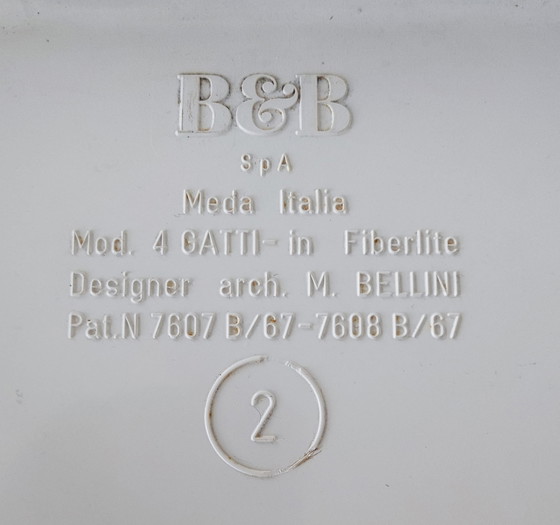 B&B
SpA
Meda Italia
Mod. 4 GATTI-in Fiberlite
Designer arch. M. BELLINI
Pat.N 7607 B/67-7608 B/67
2